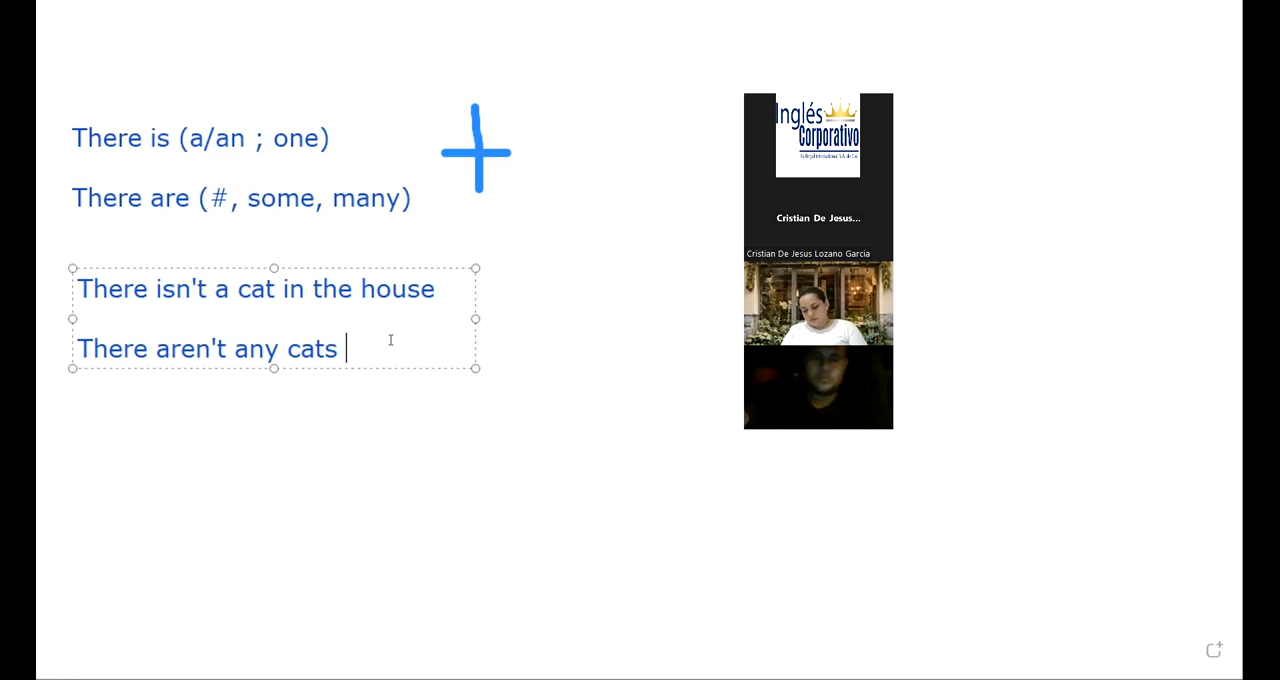 There is (a/an ; one)
There are (#, some, many)
There isn't a cat in the house
There aren't any cats
Inglés
Corporativo
Cristian De Jesus...
Cristian De Jesus Lozano Garcia